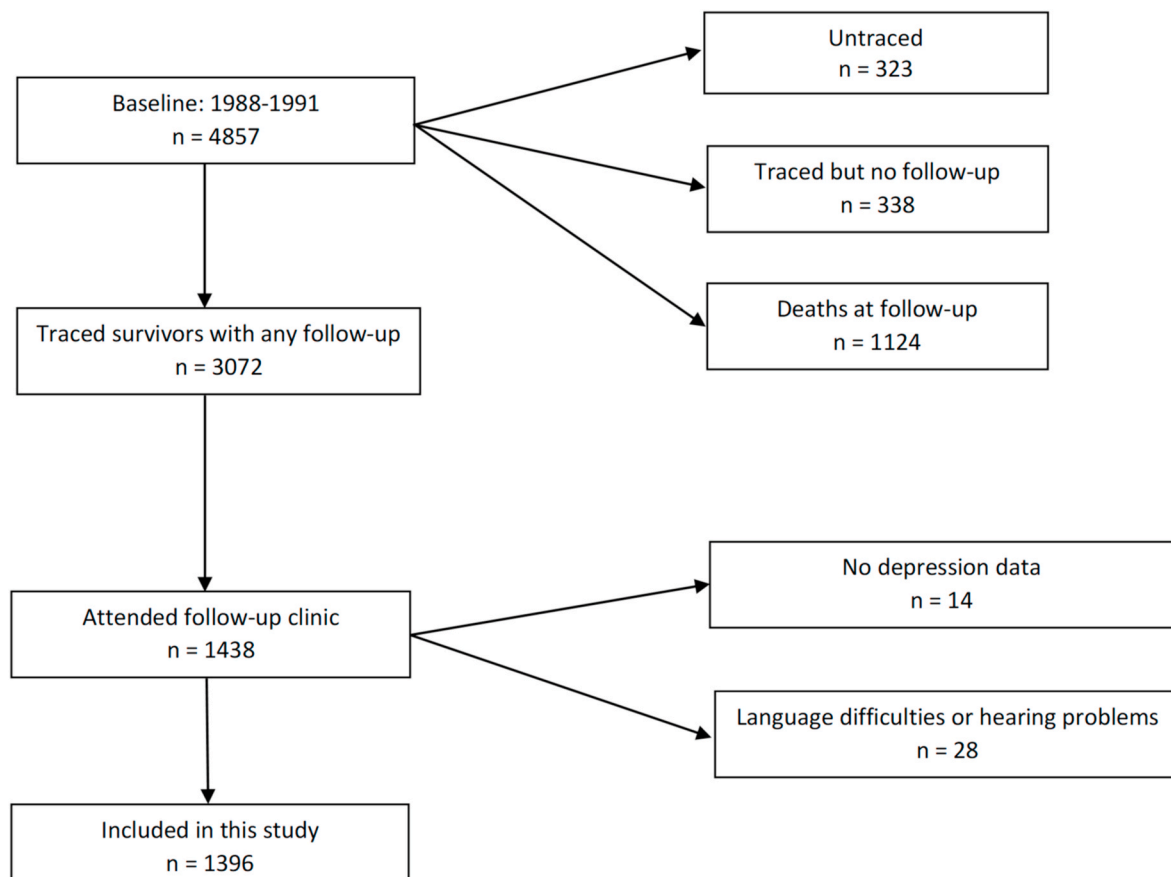 Untraced
n = 323
Baseline: 1988-1991
n = 4857
Traced but no follow-up
n = 338
Deaths at follow-up
n = 1124
Traced survivors with any follow-up
n = 3072
No depression data
n = 14
Attended follow-up clinic
n = 1438
Language difficulties or hearing problems
n = 28
Included in this study
n = 1396